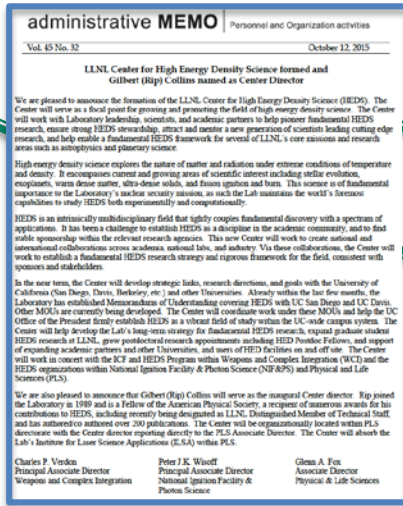 administrative MEMO | Personnel and Organization activities
Vol. 45 No. 32 October 12, 2015
LLNL Center for High Energy Density Science formed and
Gilbert (Rip) Collins named as Center Director
We are pleased to announce the formation of the LLNL Center for High Energy Density Science (HEDS). The
Center will serve as a focal point for growing and promoting the field of high energy density science. The Center
will work with Laboratory leadership, scientists, and academic partners to help pioneer fundamental HEDS
research, ensure strong HEDS stewardship, attract and mentor a new generation of scientists leading cutting edge
research, and help enable a fundamental HEDS framework for several of LLNL's core missions and research
areas such as astrophysics and planetary science.
High energy density science explores the nature of matter and radiation under extreme conditions of temperature
and density. It encompasses current and growing areas of scientific interest including stellar evolution,
exoplanets, warm dense matter, ultra-dense solids, and fusion ignition and burn. This science is of fundamental
importance to the Laboratory's nuclear security mission, as such the Lab maintains the world's foremost
capabilities to study HEDS both experimentally and computationally.
HEDS is an intrinsically multidisciplinary field that tightly couples fundamental discovery with a spectrum of
applications. It has been a challenge to establish HEDS as a discipline in the academic community, and to find
stable sponsorship within the relevant research agencies. This new Center will work to create national and
international collaborations across academia, national labs, and industry. Via these collaborations, the Center will
work to establish a fundamental HEDS research strategy and rigorous framework for the field, consistent with
sponsors and stakeholders.
In the near term, the Center will develop strategic links, research directions, and goals with the University of
California (San Diego, Davis, Berkeley, etc.) and other Universities. Already within the last few months, the
Laboratory has established Memorandums of Understanding covering HEDS with UC San Diego and UC Davis.
Other MOUs are currently being developed. The Center will coordinate work under these MOUs and help the UC
Office of the President firmly establish HEDS as a vibrant field of study within the UC-wide campus system. The
Center will help develop the Lab's long-term strategy for fundamental HEDS research, expand graduate student
HEDS research at LLNL, grow postdoctoral research appointments including HED Postdoc Fellows, and support
of expanding academic partners and other Universities, and users of HED facilities on and off site. The Center
will work in concert with the ICF and HEDS Program within Weapons and Complex Integration (WCI) and the
HEDS organizations within National Ignition Facility & Photon Science (NIF&PS) and Physical and Life
Sciences (PLS).
We are also pleased to announce that Gilbert (Rip) Collins will serve as the inaugural Center director. Rip joined
the Laboratory in 1989 and is a Fellow of the American Physical Society, a recipient of numerous awards for his
contributions to HEDS, including recently being designated as LLNL Distinguished Member of Technical Staff,
and has authored/co authored over 200 publications. The Center will be organizationally located within PLS
directorate with the Center director reporting directly to the PLS Associate Director. The Center will absorb the
Lab's Institute for Laser Science Applications (ILSA) within PLS.
Charles P. Verdon Peter J.K. Wisoff Glenn A. Fox
Principal Associate Director Principal Associate Director Associate Director
Weapons and Complex Integration National Ignition Facility & Physical & Life Sciences
Photon Science